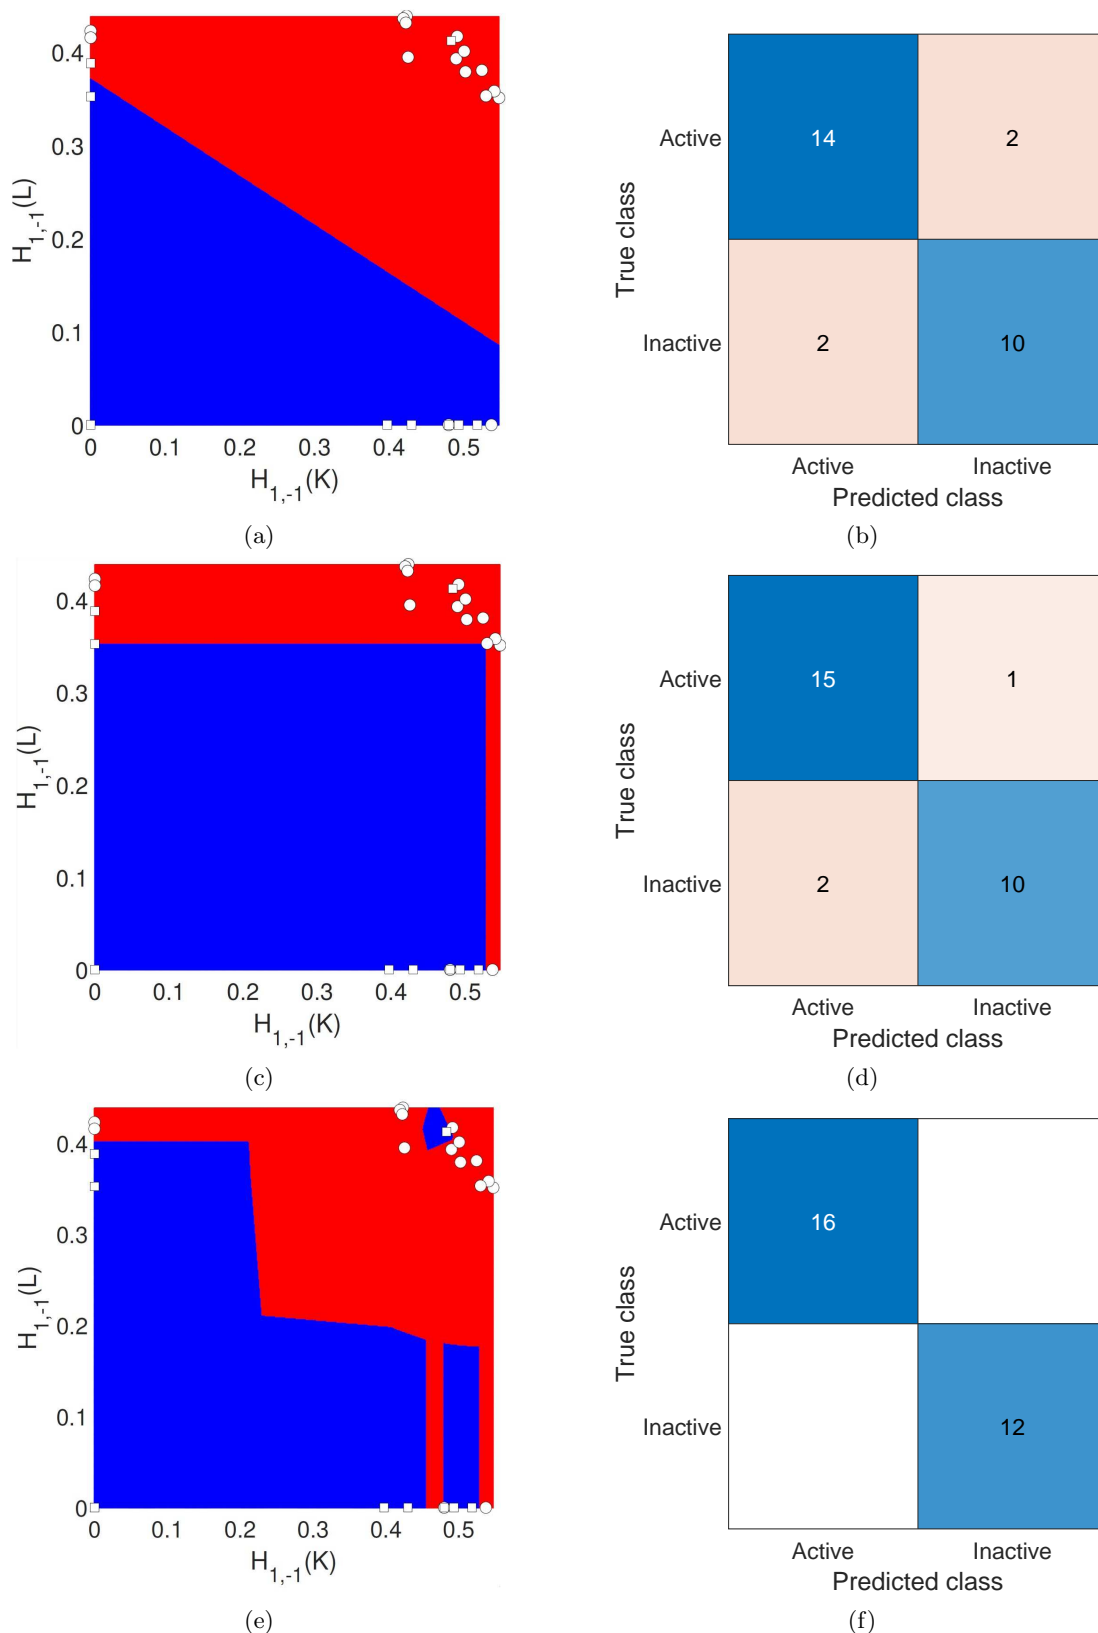 0.4
0.3
0.2
0.1
0
H1,-1(L)
0 0.1 0.2 0.3 0.4 0.5
H1,-1(K)
(a)
True class
Active 14 2
Inactive 2 10
Active Inactive
Predicted class
(b)
0.4
0.3
0.2
0.1
0
H1,-1(L)
0 0.1 0.2 0.3 0.4 0.5
H1,-1(K)
(c)
True class
Active 15 1
Inactive 2 10
Active Inactive
Predicted class
(d)
0.4
0.3
0.2
0.1
0
H1,-1(L)
0 0.1 0.2 0.3 0.4 0.5
H1,-1(K)
(e)
True class
Active 16
Inactive 12
Active Inactive
Predicted class
(f)